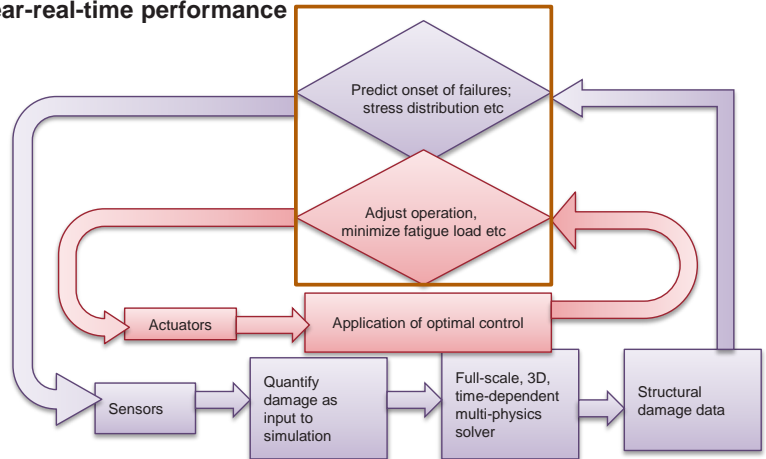 ear-real-time performance
Predict onset of failures;
stress distribution etc
Adjust operation,
minimize fatigue load etc
Actuators
Application of optimal control
Sensors
Quantify
damage as
input to
simulation
Full-scale, 3D,
time-dependent
multi-physics
solver
Structural
damage data